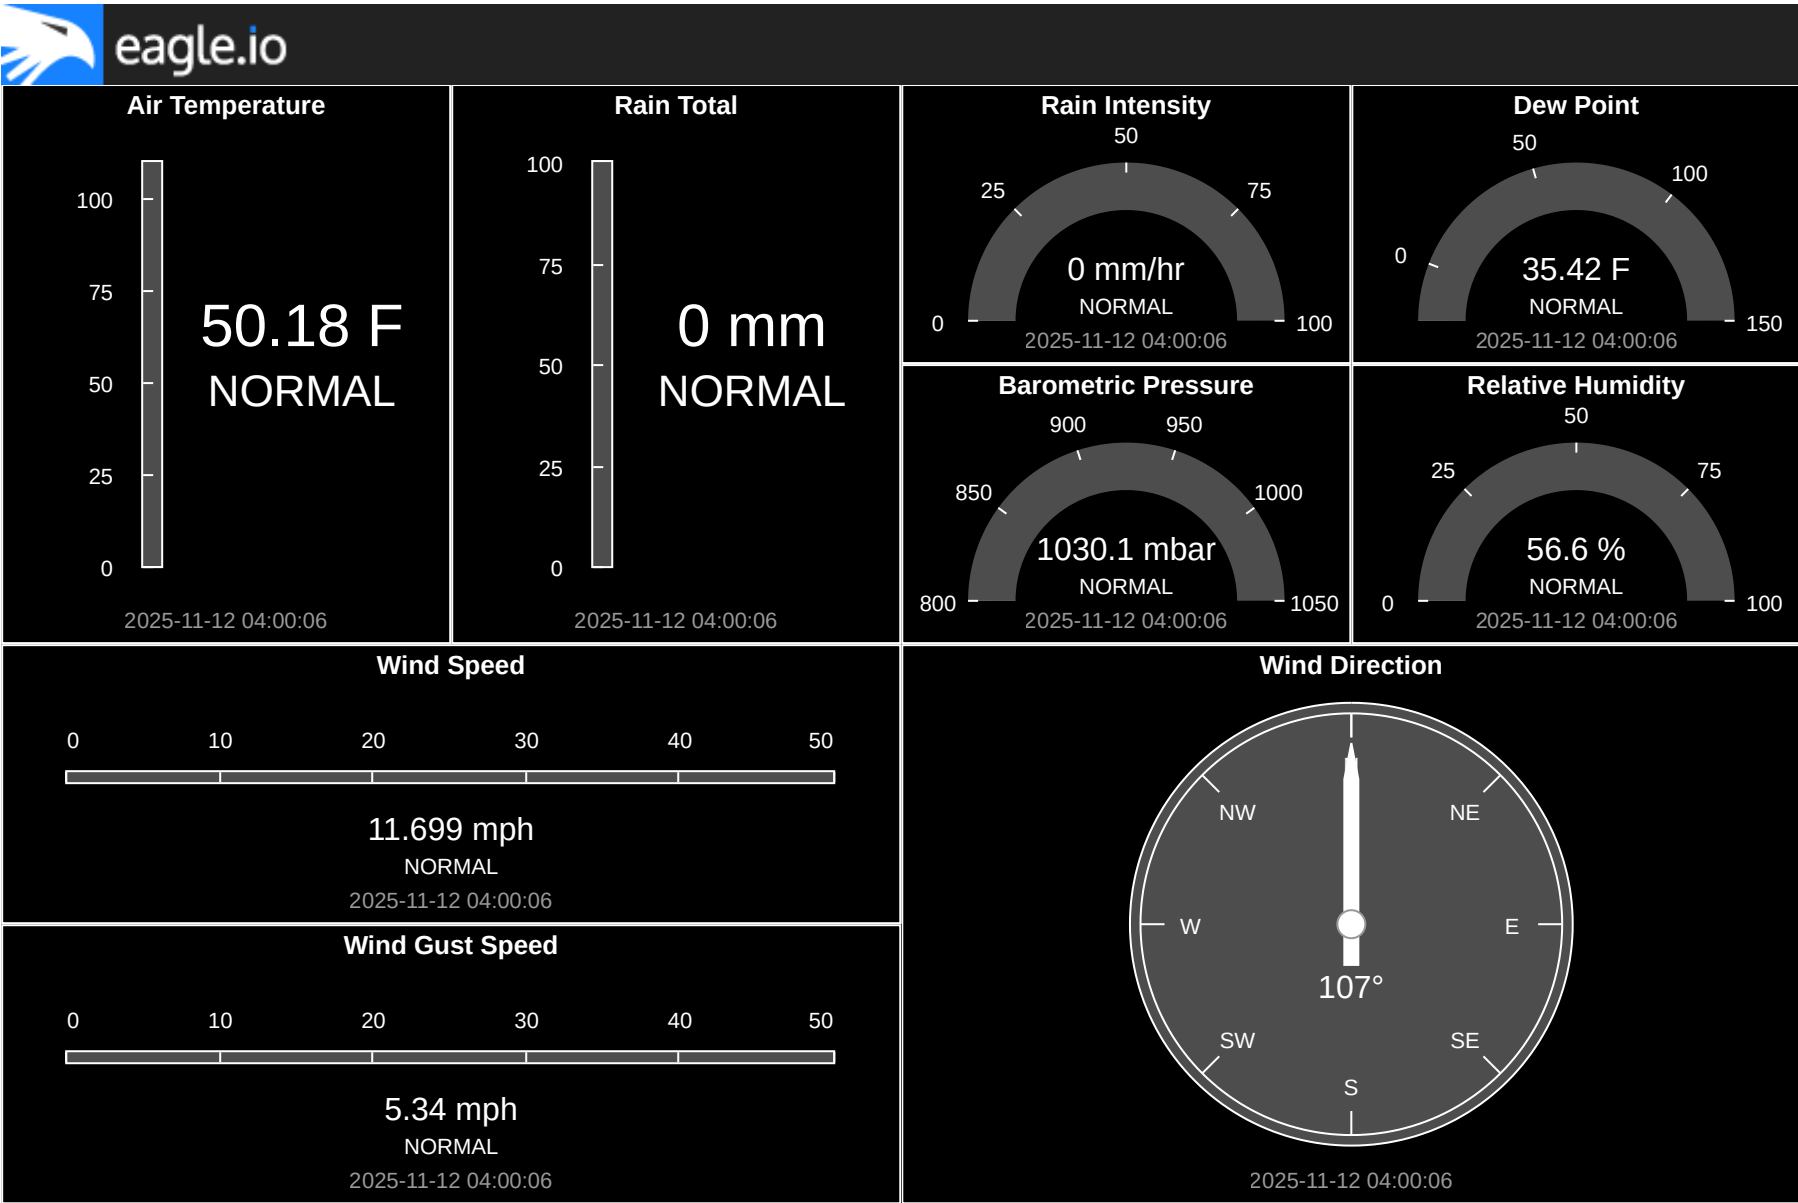 eagle.io
Air Temperature
100
75
50
25
0
50.18 F
NORMAL
2025-11-12 04:00:06
Rain Total
100
75
50
25
0
0 mm
NORMAL
2025-11-12 04:00:06
Rain Intensity
0
25
50
75
100
0 mm/hr
NORMAL
2025-11-12 04:00:06
Dew Point
0
50
100
150
35.42 F
NORMAL
2025-11-12 04:00:06
Barometric Pressure
800
850
900
950
1000
1050
1030.1 mbar
NORMAL
2025-11-12 04:00:06
Relative Humidity
0
25
50
75
100
56.6 %
NORMAL
2025-11-12 04:00:06
Wind Speed
0 10 20 30 40 50
11.699 mph
NORMAL
2025-11-12 04:00:06
Wind Gust Speed
0 10 20 30 40 50
5.34 mph
NORMAL
2025-11-12 04:00:06
Wind Direction
NW NE
W E
107°
SW SE
S
2025-11-12 04:00:06